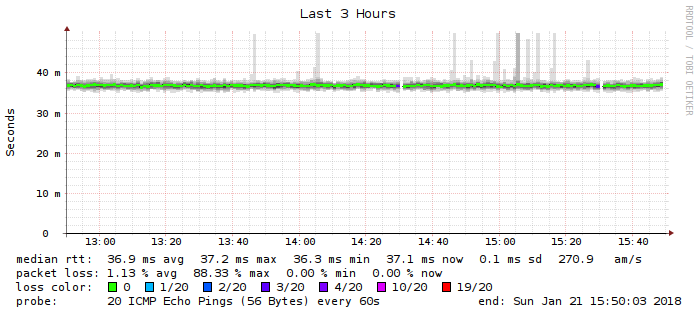 Last 3 Hours
RRDTOOL / TOBI OETIKER
Seconds
40 m
30 m
20 m
10 m
0
13:00 13:20 13:40 14:00 14:20 14:40 15:00 15:20 15:40
median rtt: 36.9 ms avg 37.2 ms max 36.3 ms min 37.1 ms now 0.1 ms sd 270.9 am/s
packet loss: 1.13 % avg 88.33 % max 0.00 % min 0.00 % now
loss color: 0 1/20 2/20 3/20 4/20 10/20 19/20
probe: 20 ICMP Echo Pings (56 Bytes) every 60s end: Sun Jan 21 15:50:03 2018